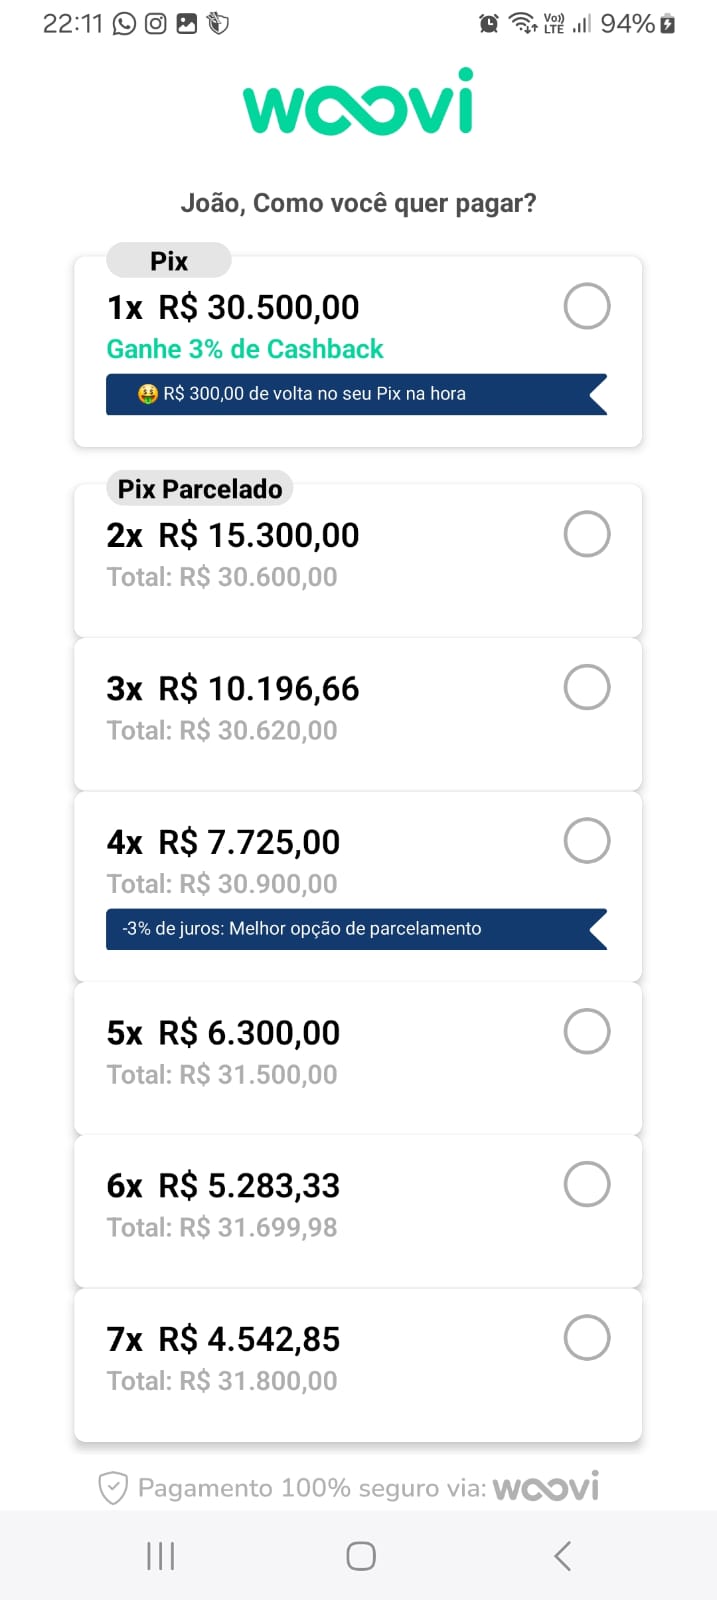 22:11
Vo))
LTE
94%
woovi
João, Como você quer pagar?
Pix
1x R$ 30.500,00
Ganhe 3% de Cashback
🤑 R$ 300,00 de volta no seu Pix na hora
Pix Parcelado
2x R$ 15.300,00
Total: R$ 30.600,00
3x R$ 10.196,66
Total: R$ 30.620,00
4x R$ 7.725,00
Total: R$ 30.900,00
-3% de juros: Melhor opção de parcelamento
5x R$ 6.300,00
Total: R$ 31.500,00
6x R$ 5.283,33
Total: R$ 31.699,98
7x R$ 4.542,85
Total: R$ 31.800,00
Pagamento 100% seguro via: woovi